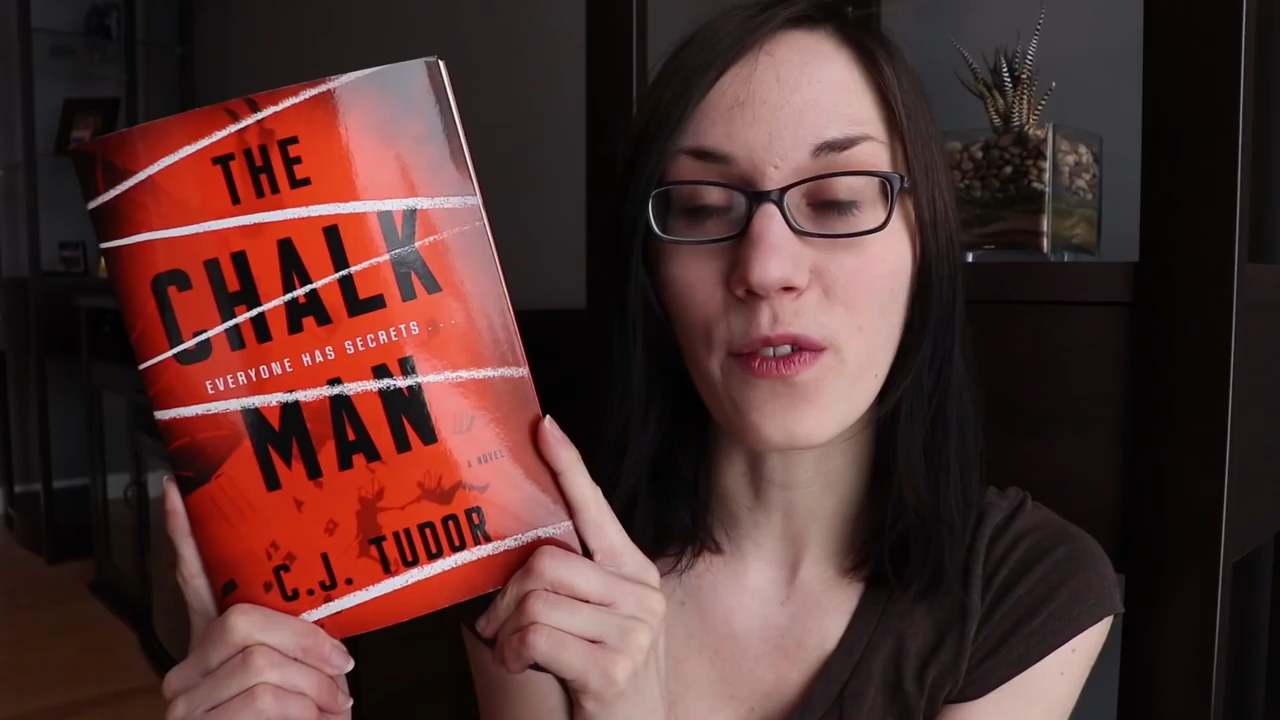 THE
CHALK
EVERYONE HAS SECRETS . . .
MAN
A NOVEL
C.J. TUDOR